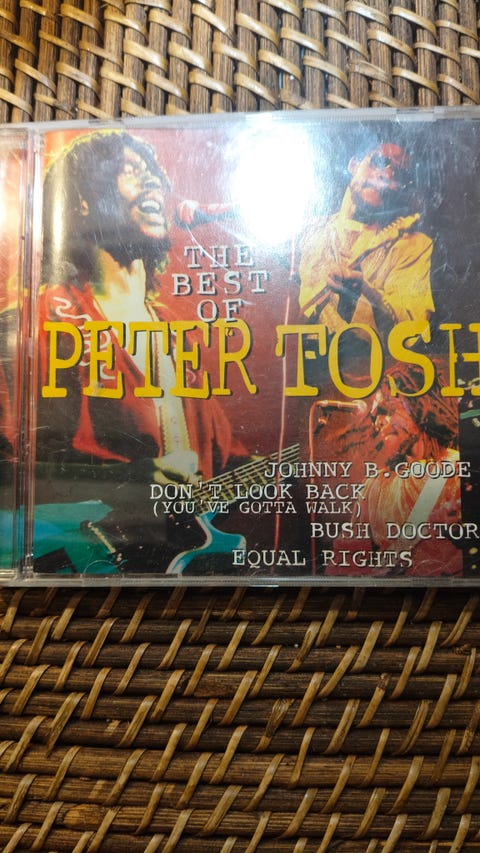 THE
BEST
OF
PETER TOSH
JOHNNY B.GOODE
DON'T LOOK BACK
(YOU'VE GOTTA WALK)
BUSH DOCTOR
EQUAL RIGHTS